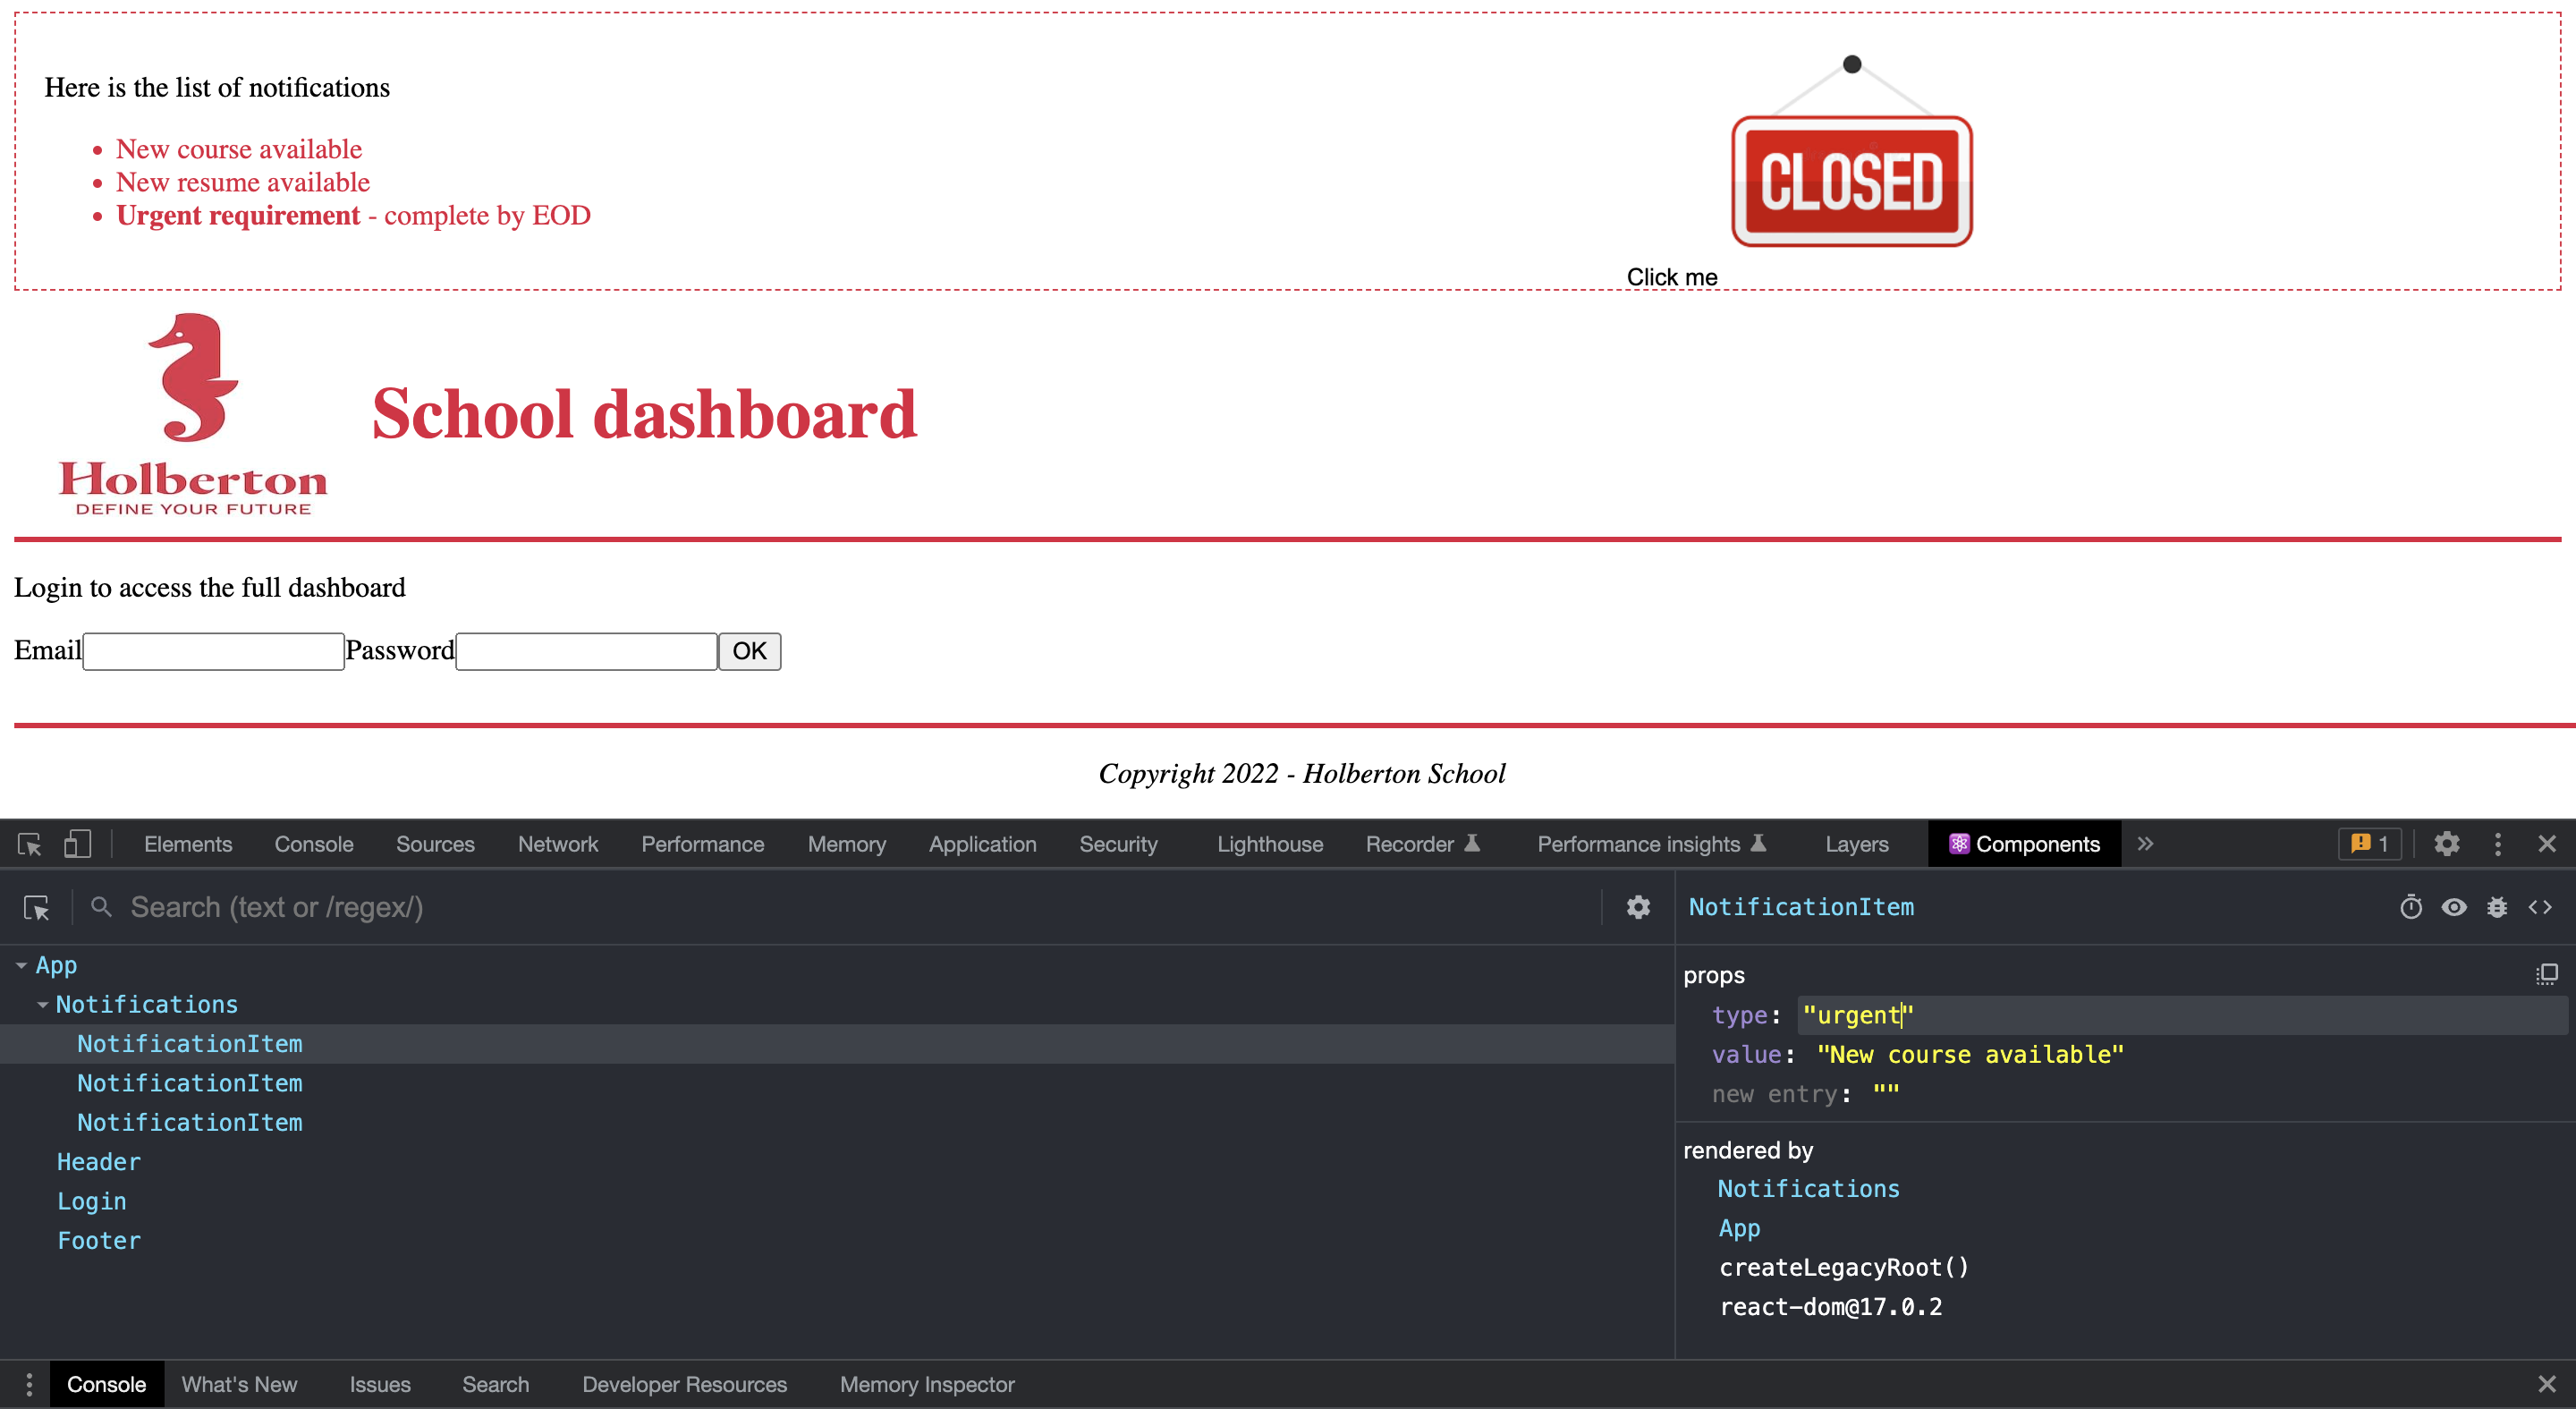 Here is the list of notifications
• New course available
• New resume available
• Urgent requirement - complete by EOD
CLOSED
Click me
Holberton
DEFINE YOUR FUTURE
School dashboard
Login to access the full dashboard
Email Password OK
Copyright 2022 - Holberton School
Elements Console Sources Network Performance Memory Application Security Lighthouse Recorder Performance insights Layers Components » 1
Search (text or /regex/)
App
Notifications
NotificationItem
NotificationItem
NotificationItem
Header
Login
Footer
NotificationItem
props
type: "urgent"
value: "New course available"
new entry: ""
rendered by
Notifications
App
createLegacyRoot()
react-dom@17.0.2
Console What's New Issues Search Developer Resources Memory Inspector